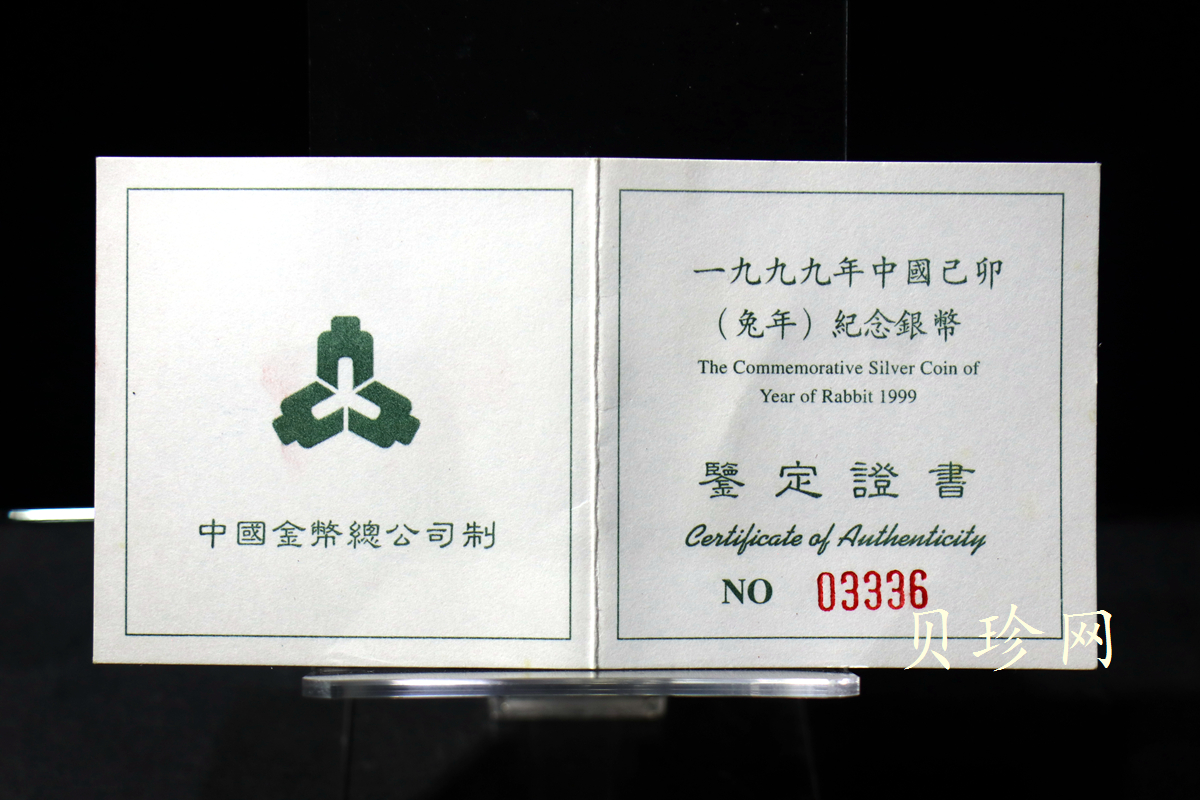 中國金幣總公司制
一九九九年中國己卯
（兔年）紀念銀幣
The Commemorative Silver Coin of
Year of Rabbit 1999
鑒定證書
Certificate of Authenticity
NO 03336
贝珍网